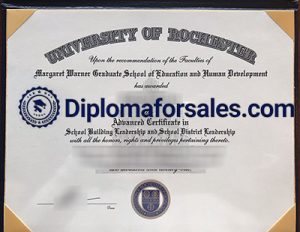 UNIVERSITY OF ROCHESTER
Upon the recommendation of the Faculties of
Margaret Warner Graduate School of Education and Human Development
has awarded
Diplomaforsales.com
Advanced Certificate in
School Building Leadership and School District Leadership
with all the honors, rights and privileges pertaining thereto.